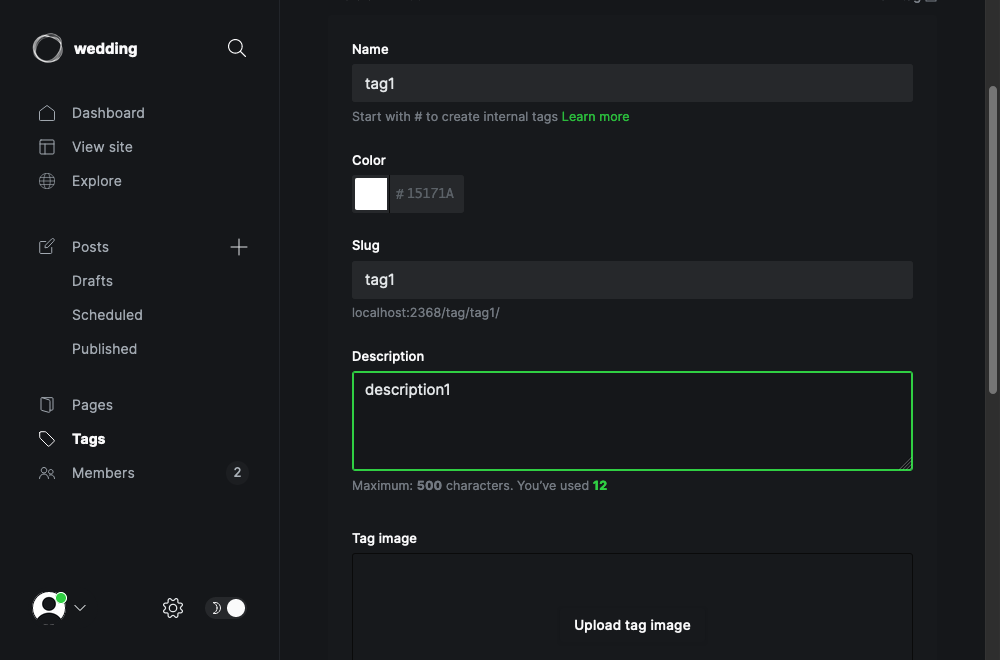 wedding
Dashboard
View site
Explore
Posts
Drafts
Scheduled
Published
Pages
Tags
Members 2
Name
tag1
Start with # to create internal tags Learn more
Color
# 15171A
Slug
tag1
localhost:2368/tag/tag1/
Description
description1
Maximum: 500 characters. You’ve used 12
Tag image
Upload tag image